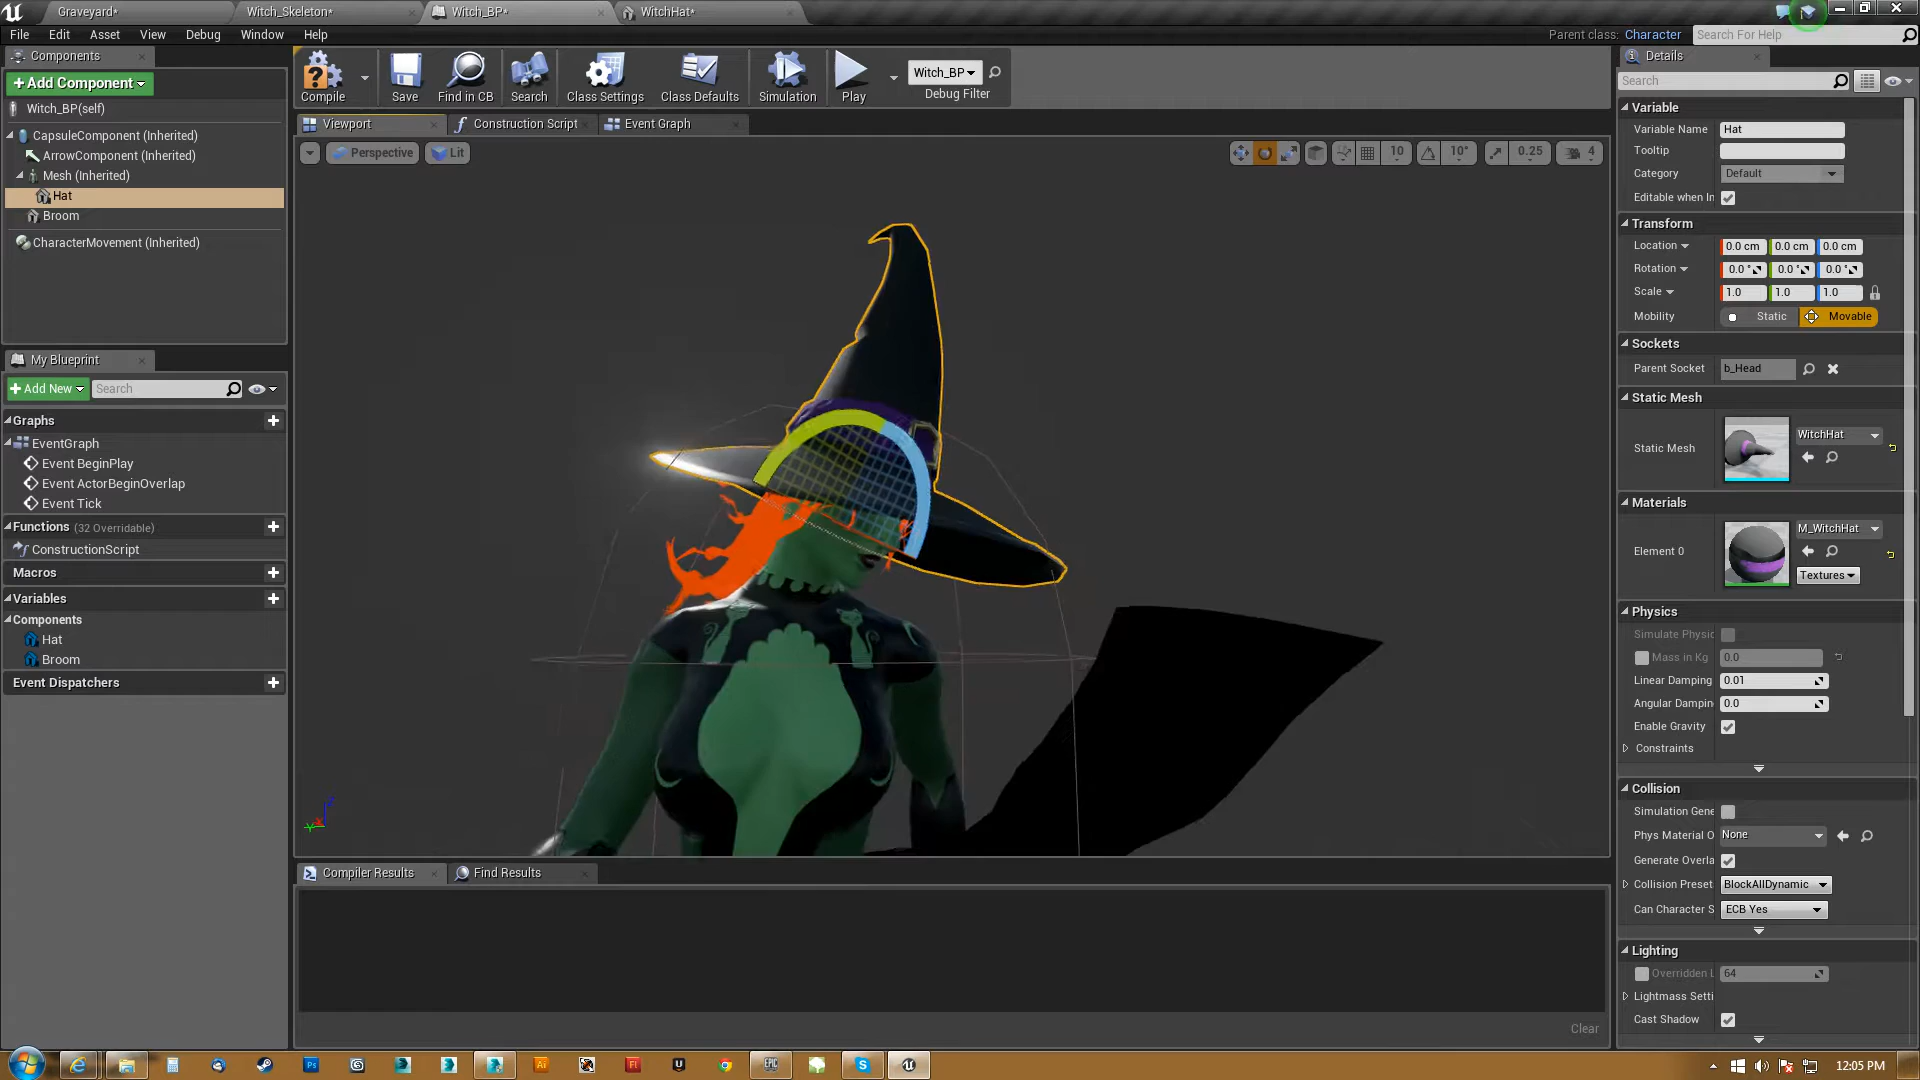 Graveyard*
Witch_Skeleton*
Witch_BP*
WitchHat*
File Edit Asset View Debug Window Help
Parent class: Character
Search For Help
Components
+Add Component
Witch_BP(self)
CapsuleComponent (Inherited)
ArrowComponent (Inherited)
Mesh (Inherited)
Hat
Broom
CharacterMovement (Inherited)
My Blueprint
+Add New
Search
Graphs
EventGraph
Event BeginPlay
Event ActorBeginOverlap
Event Tick
Functions (32 Overridable)
ConstructionScript
Macros
Variables
Components
Hat
Broom
Event Dispatchers
Compile
Save
Find in CB
Search
Class Settings
Class Defaults
Simulation
Play
Witch_BP
Debug Filter
Viewport
Construction Script
Event Graph
Perspective
Lit
10
10°
0.25
4
Compiler Results
Find Results
Clear
Details
Search
Variable
Variable Name Hat
Tooltip
Category Default
Editable when In
Transform
Location 0.0 cm 0.0 cm 0.0 cm
Rotation 0.0 ° 0.0 ° 0.0 °
Scale 1.0 1.0 1.0
Mobility Static Movable
Sockets
Parent Socket b_Head
Static Mesh
Static Mesh WitchHat
Materials
Element 0 M_WitchHat
Textures
Physics
Simulate Physic
Mass in Kg 0.0
Linear Damping 0.01
Angular Dampin 0.0
Enable Gravity
Constraints
Collision
Simulation Gene
Phys Material O None
Generate Overla
Collision Preset BlockAllDynamic
Can Character S ECB Yes
Lighting
Overridden L 64
Lightmass Setti
Cast Shadow
Ps
Ai
Fl
EPIC
S
12:05 PM